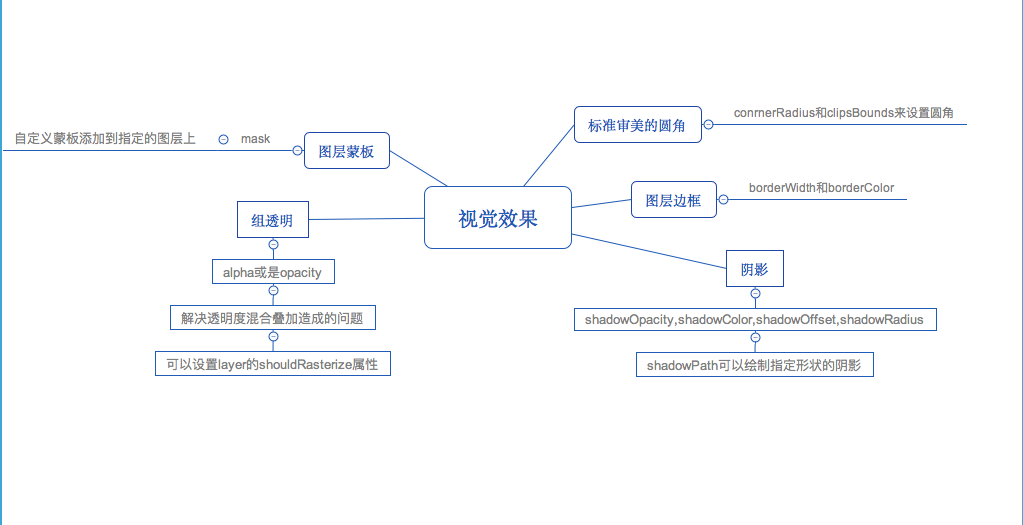 视觉效果
标准审美的圆角
conrnerRadius和clipsBounds来设置圆角
图层边框
borderWidth和borderColor
阴影
shadowOpacity,shadowColor,shadowOffset,shadowRadius
shadowPath可以绘制指定形状的阴影
图层蒙板
mask
自定义蒙板添加到指定的图层上
组透明
alpha或是opacity
解决透明度混合叠加造成的问题
可以设置layer的shouldRasterize属性